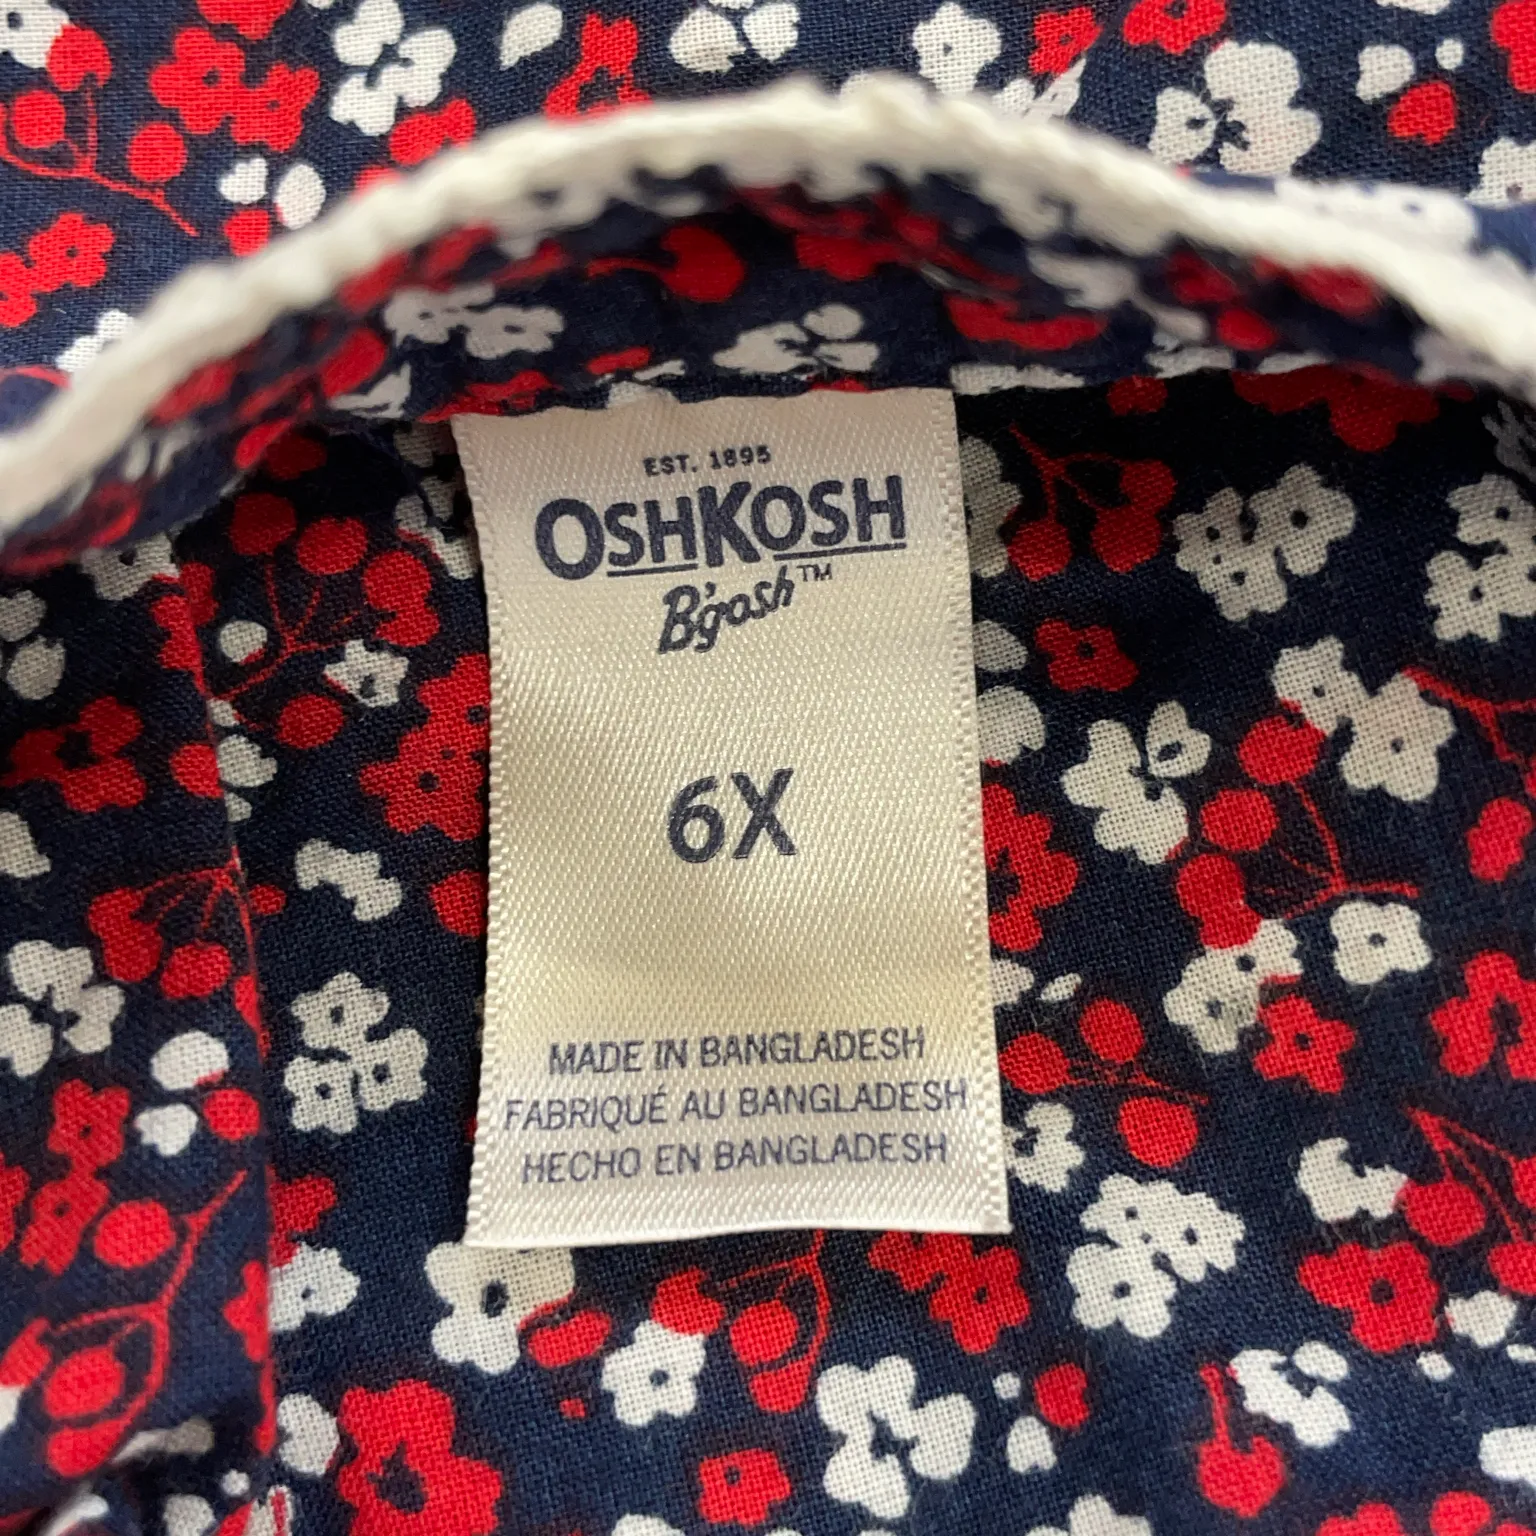 EST. 1895
OSHKOSH
B'gosh™
6X
MADE IN BANGLADESH
FABRIQUÉ AU BANGLADESH
HECHO EN BANGLADESH